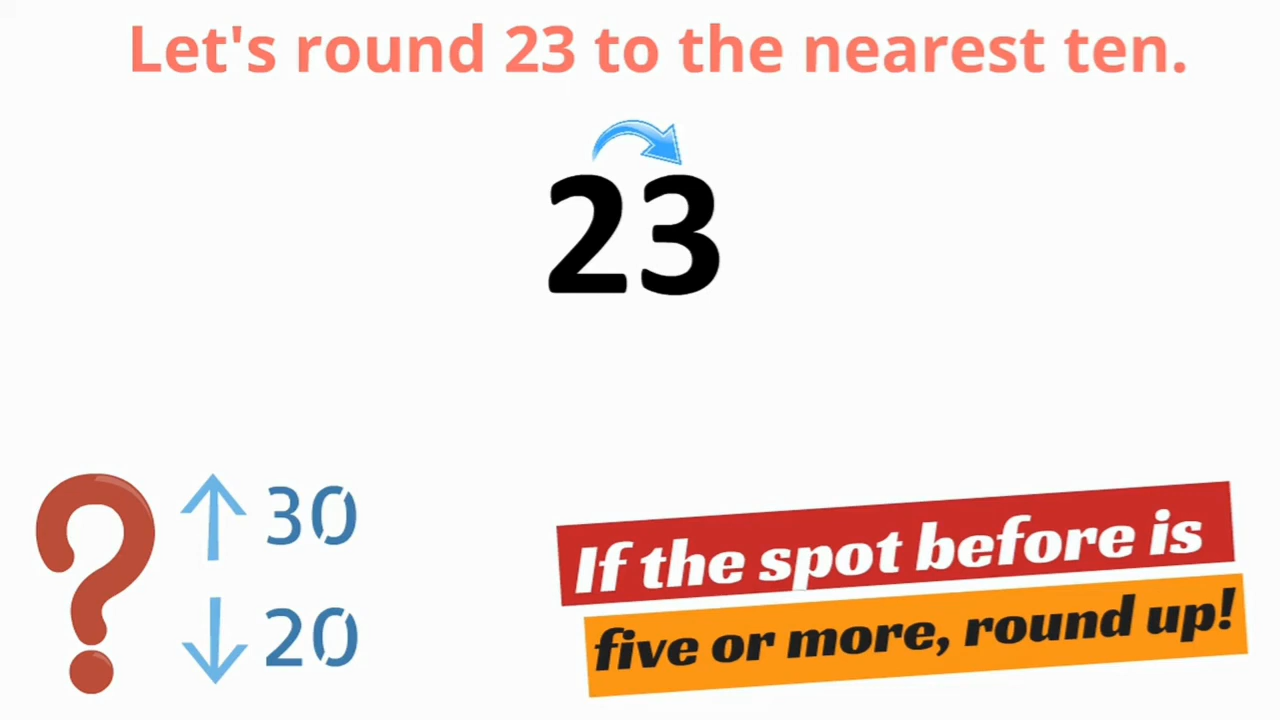 Let's round 23 to the nearest ten.
23
? ↑ 30
↓ 20
If the spot before is
five or more, round up!